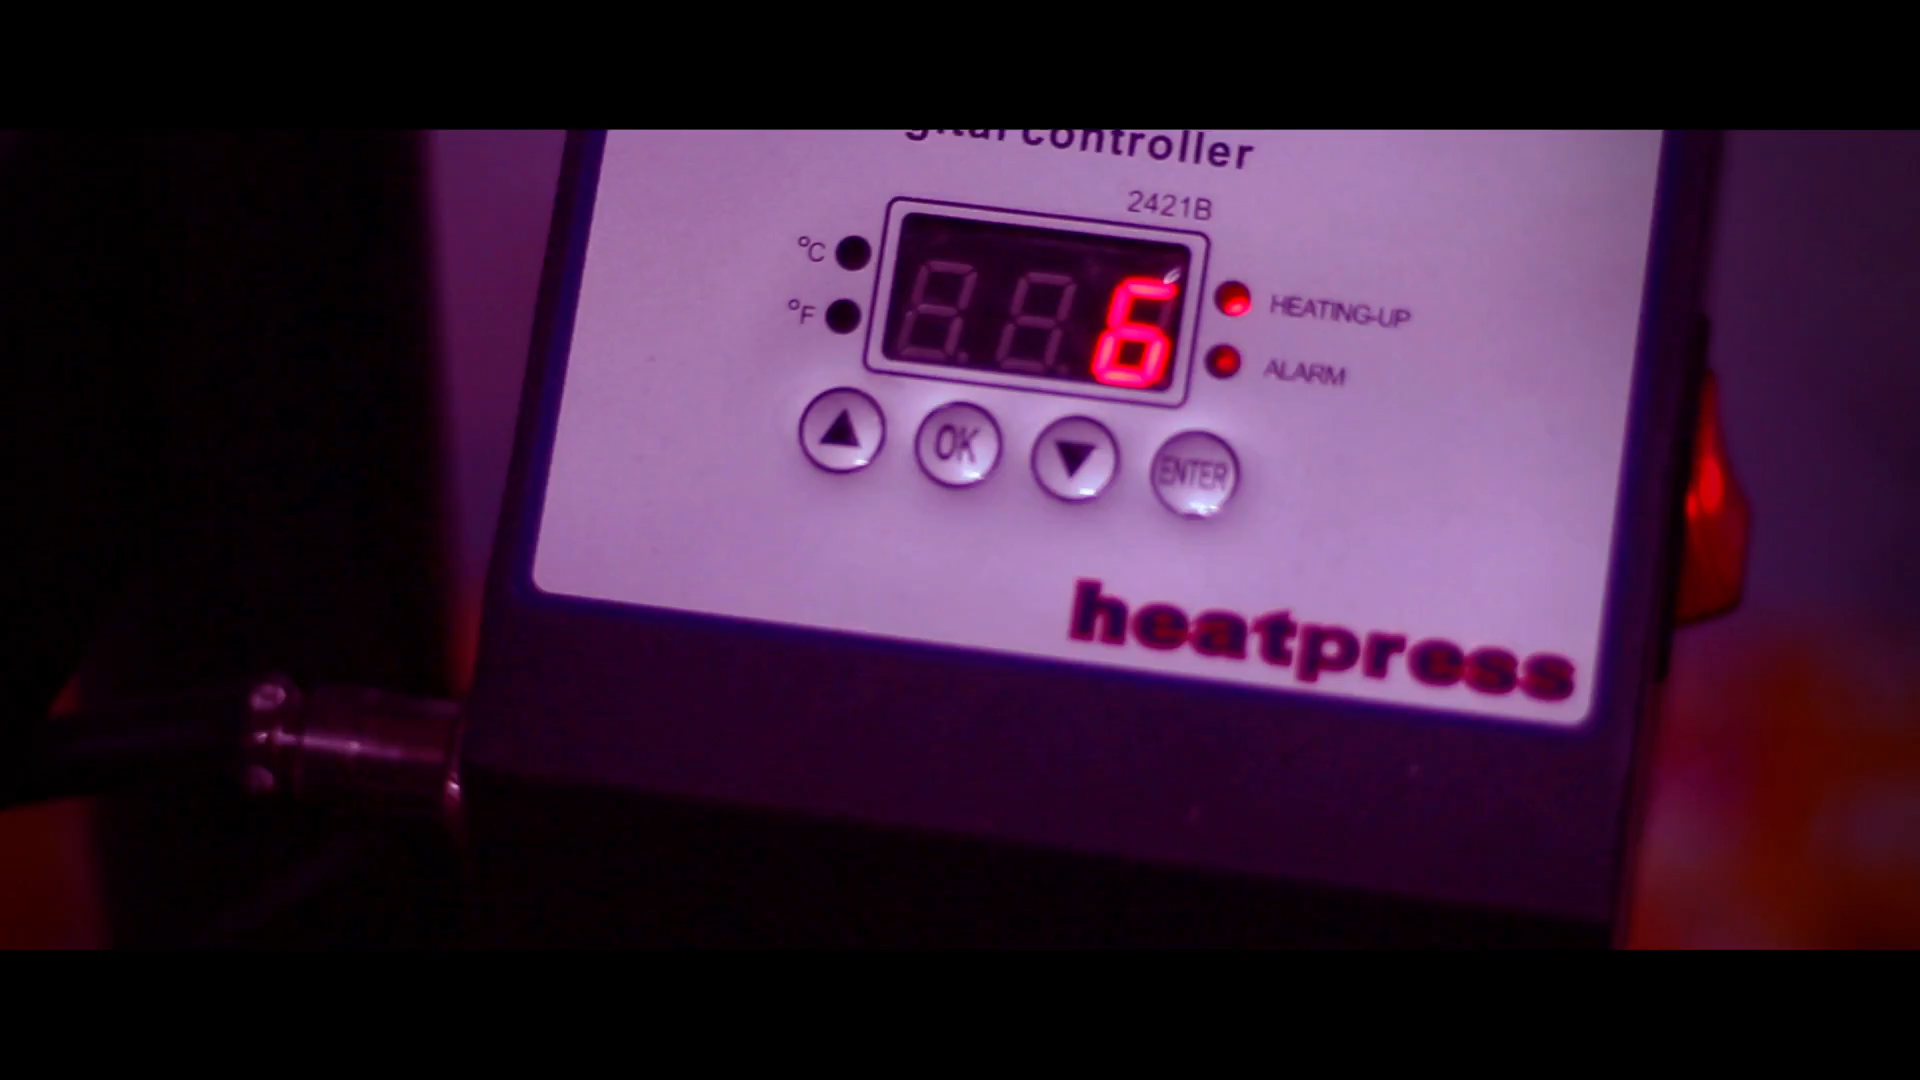 controller
2421B
°C
°F
6
HEATING-UP
ALARM
OK
ENTER
heatpress